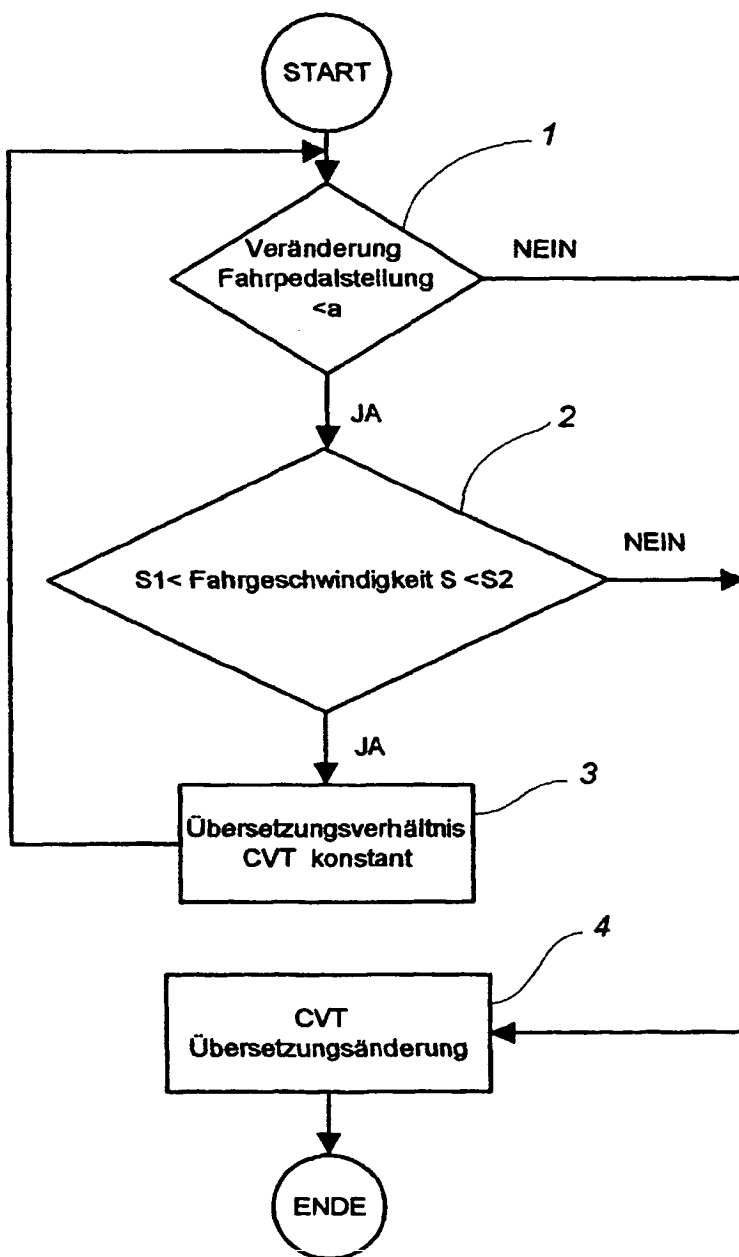 START
1
Veränderung
Fahrpedalstellung
<a
NEIN
JA
2
S1< Fahrgeschwindigkeit S <S2
NEIN
JA
3
Übersetzungsverhältnis
CVT konstant
4
CVT
Übersetzungsänderung
ENDE